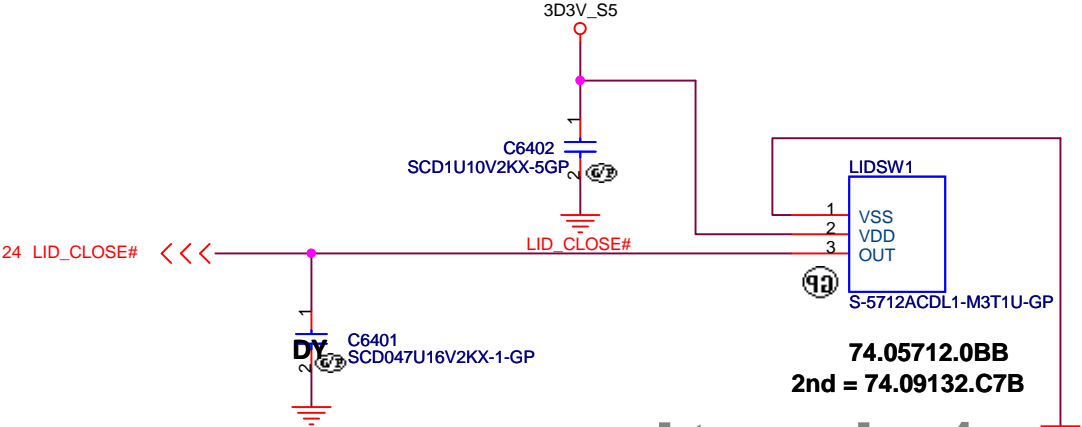 3D3V_S5
1
C6402
SCD1U10V2KX-5GP
2
G/P
LIDSW1
1
VSS
2
VDD
3
OUT
24 LID_CLOSE#
LID_CLOSE#
GP
S-5712ACDL1-M3T1U-GP
1
C6401
DY
SCD047U16V2KX-1-GP
2
G/P
74.05712.0BB
2nd = 74.09132.C7B